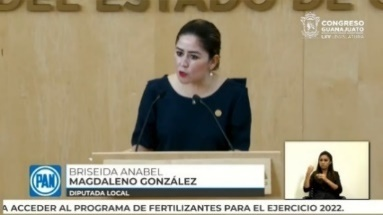 DEL ESTADO DE G
CONGRESO
GUANAJUATO
PAN
BRISEIDA ANABEL
MAGDALENO GONZÁLEZ
DIPUTADA LOCAL
A ACCEDER AL PROGRAMA DE FERTILIZANTES PARA EL EJERCICIO 2022.